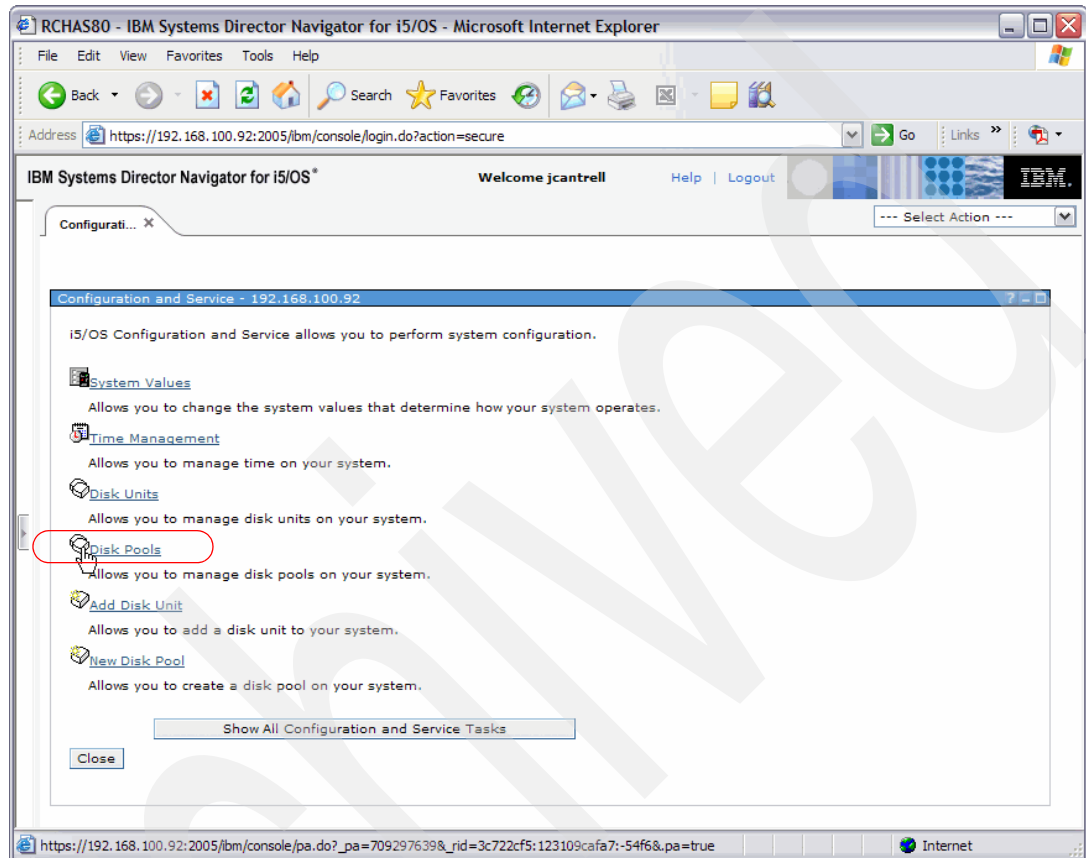 RCHAS80 - IBM Systems Director Navigator for i5/OS - Microsoft Internet Explorer
File Edit View Favorites Tools Help
Back Search Favorites
Address https://192.168.100.92:2005/ibm/console/login.do?action=secure Go Links »
IBM Systems Director Navigator for i5/OS® Welcome jcantrell Help | Logout IBM.
Configurati... --- Select Action ---
Configuration and Service - 192.168.100.92
i5/OS Configuration and Service allows you to perform system configuration.
System Values
Allows you to change the system values that determine how your system operates.
Time Management
Allows you to manage time on your system.
Disk Units
Allows you to manage disk units on your system.
Disk Pools
Allows you to manage disk pools on your system.
Add Disk Unit
Allows you to add a disk unit to your system.
New Disk Pool
Allows you to create a disk pool on your system.
Show All Configuration and Service Tasks
Close
https://192.168.100.92:2005/ibm/console/pa.do?_pa=709297639&_rid=3c722cf5:123109cafa7:-54f6&.pa=true Internet